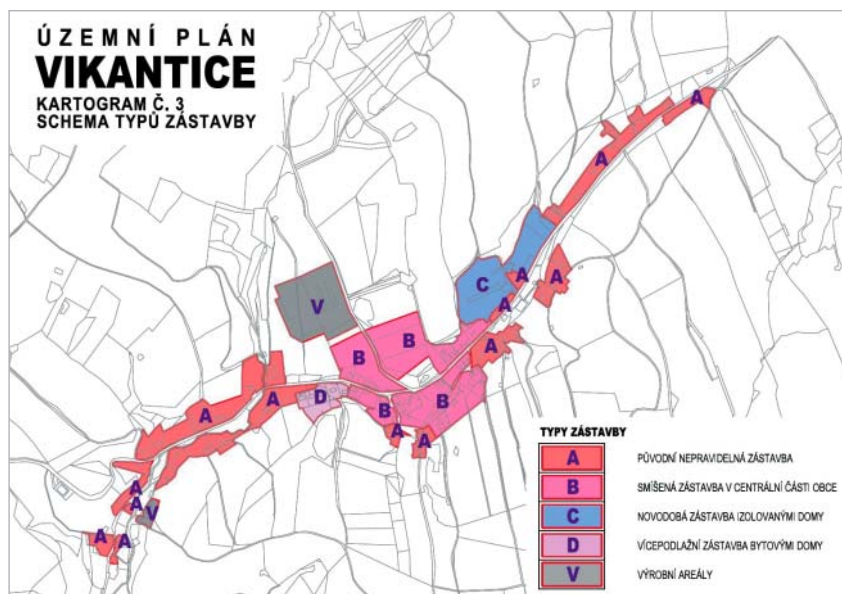 ÚZEMNÍ PLÁN
VIKANTICE
KARTOGRAM Č. 3
SCHEMA TYPŮ ZÁSTAVBY
A
A
A
A
C
V
A
B
A
B
A
D
B
B
A
A
A
A
A
V
A
A
TYPY ZÁSTAVBY
A PŮVODNÍ NEPRAVIDELNÁ ZÁSTAVBA
B SMÍŠENÁ ZÁSTAVBA V CENTRÁLNÍ ČÁSTI OBCE
C NOVODOBÁ ZÁSTAVBA IZOLOVANÝMI DOMY
D VÍCEPODLAŽNÍ ZÁSTAVBA BYTOVÝMI DOMY
V VÝROBNÍ AREÁLY